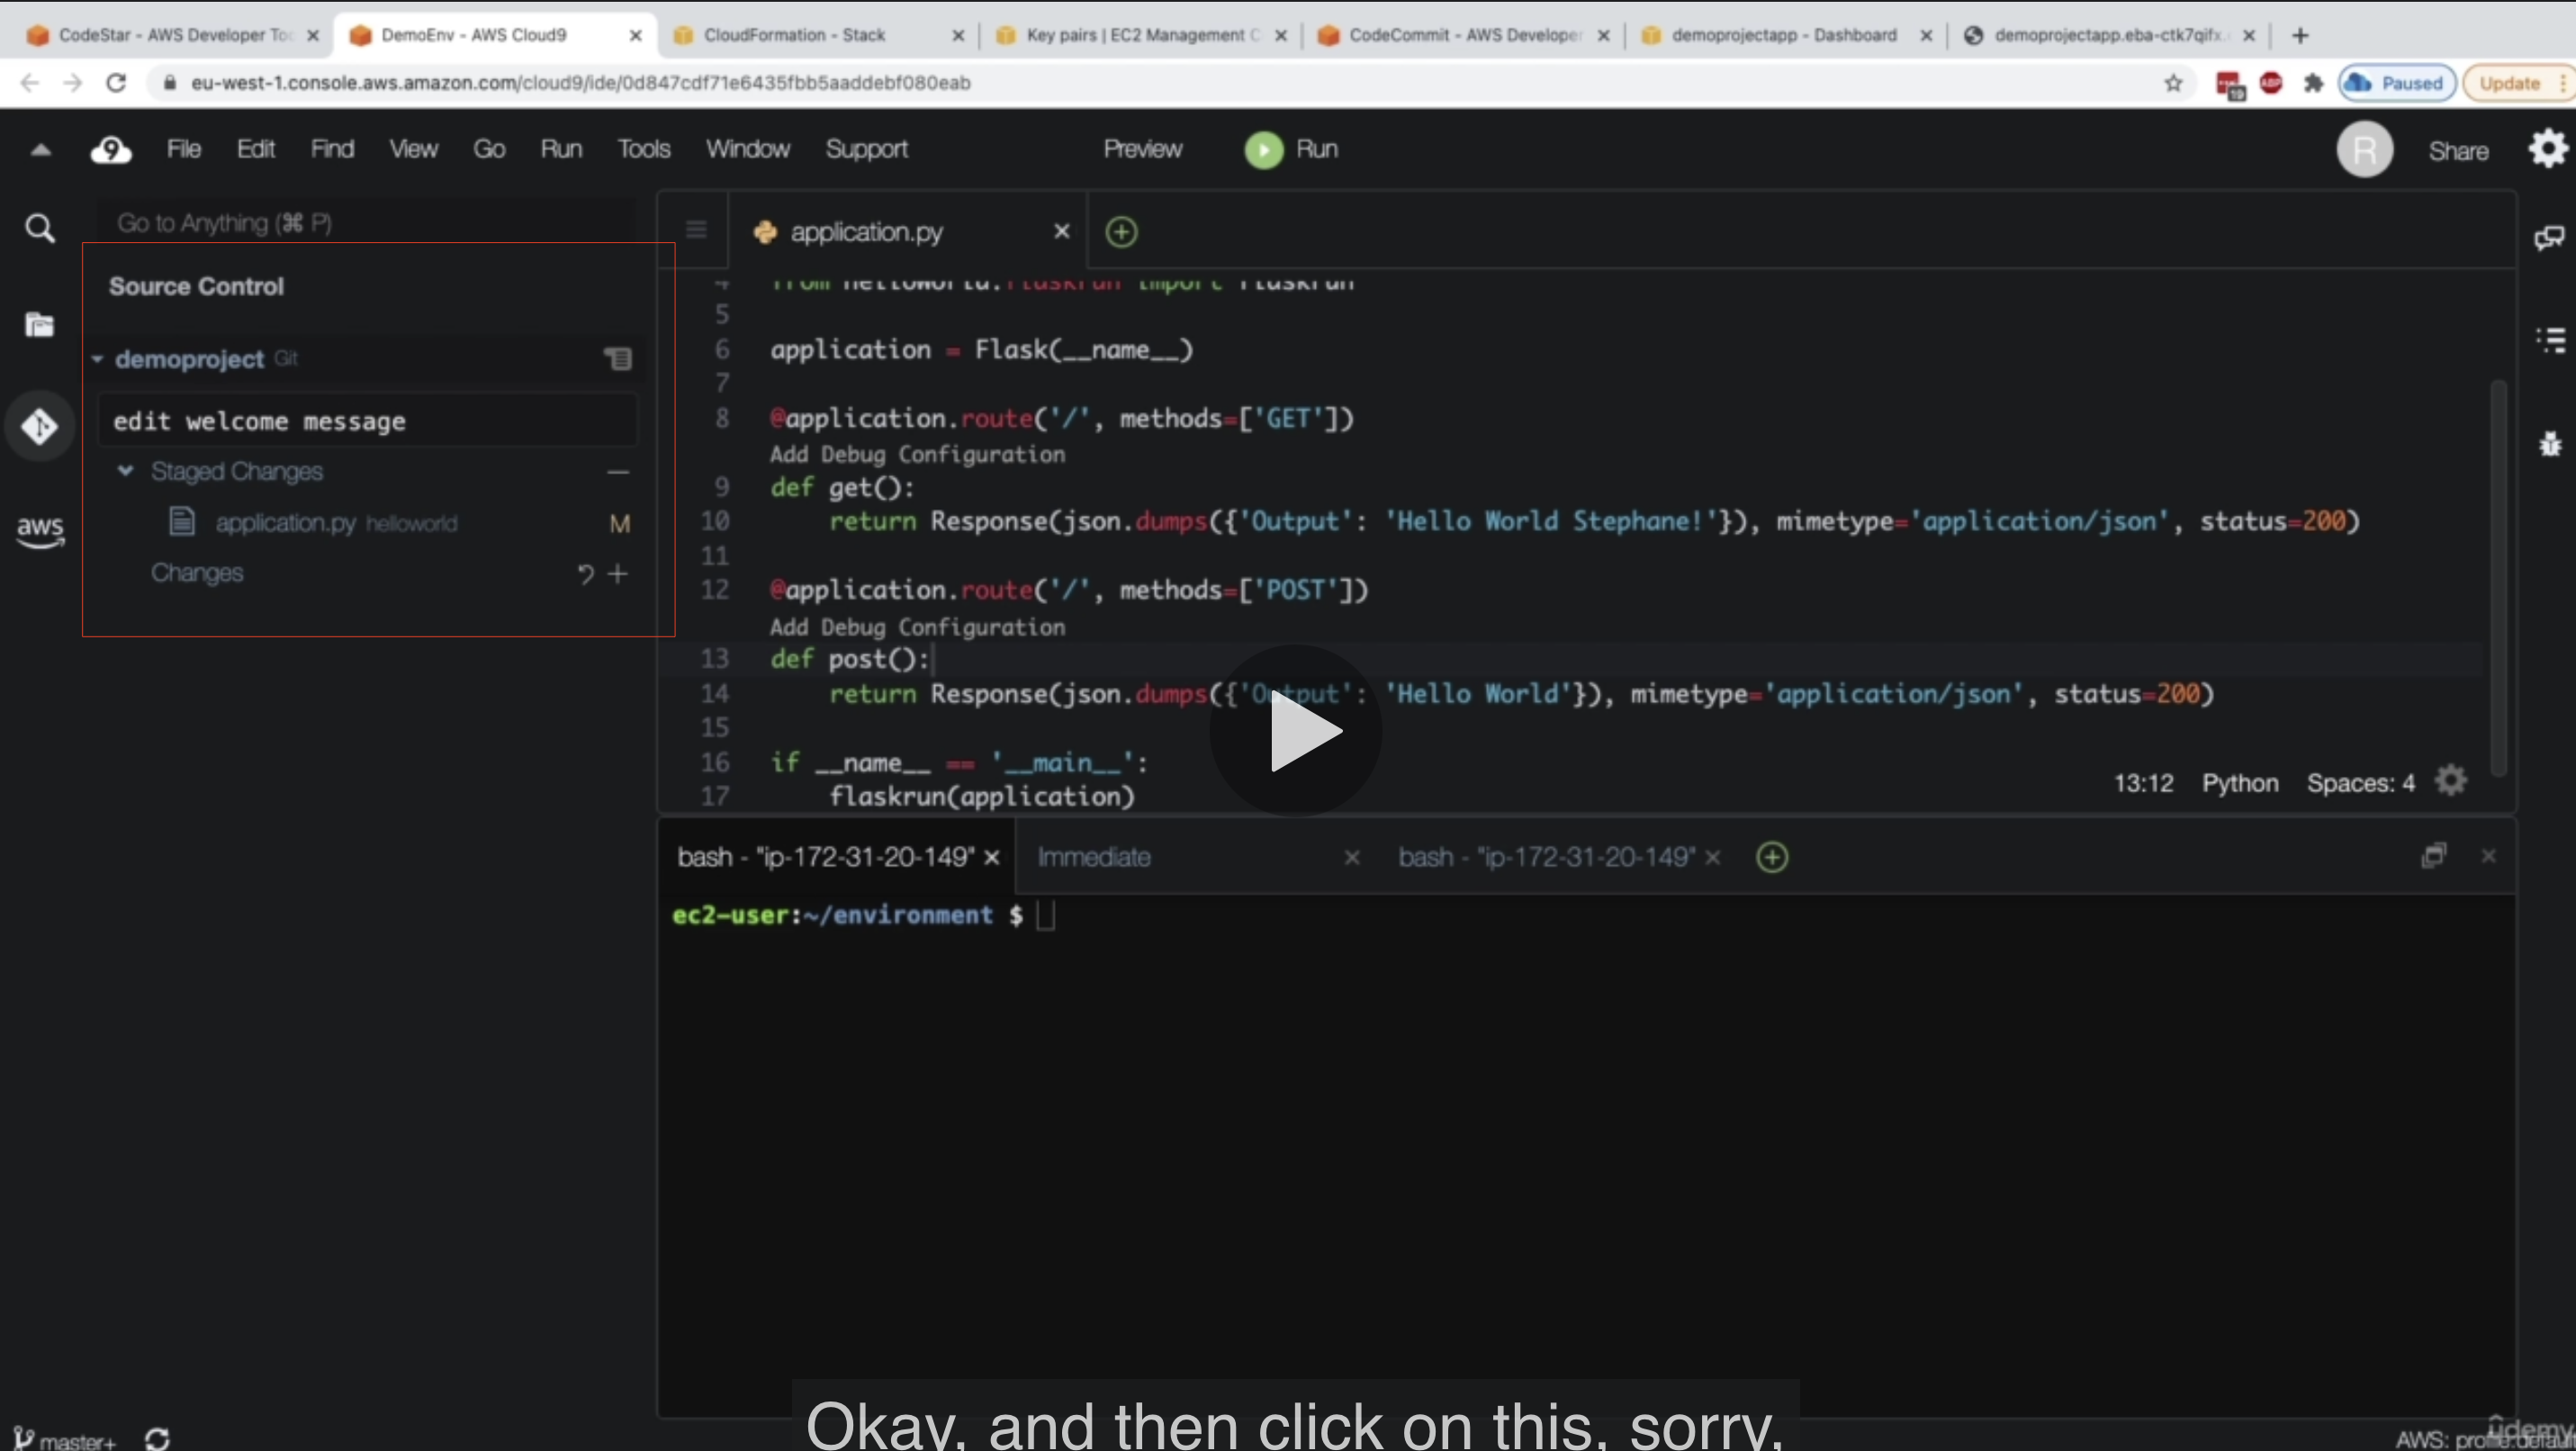 CodeStar - AWS Developer Too
DemoEnv - AWS Cloud9
CloudFormation - Stack
Key pairs | EC2 Management C
CodeCommit - AWS Developer
demoprojectapp - Dashboard
demoprojectapp.eba-ctk7qifx.
eu-west-1.console.aws.amazon.com/cloud9/ide/0d847cdf71e6435fbb5aaddebf080eab
19 ABP Paused Update
9 File Edit Find View Go Run Tools Window Support Preview Run R Share
Go to Anything (⌘ P)
Source Control
demoproject Git
edit welcome message
Staged Changes
application.py helloworld M
Changes
aws
application.py
4 from helloworld.flaskrun import flaskrun
5
6 application = Flask(__name__)
7
8 @application.route('/', methods=['GET'])
Add Debug Configuration
9 def get():
10 return Response(json.dumps({'Output': 'Hello World Stephane!'}), mimetype='application/json', status=200)
11
12 @application.route('/', methods=['POST'])
Add Debug Configuration
13 def post():
14 return Response(json.dumps({'Output': 'Hello World'}), mimetype='application/json', status=200)
15
16 if __name__ == '__main__':
17 flaskrun(application)
13:12 Python Spaces: 4
bash - "ip-172-31-20-149" Immediate bash - "ip-172-31-20-149"
ec2-user:~/environment $
Okay, and then click on this, sorry,
master+
AWS:
udemy